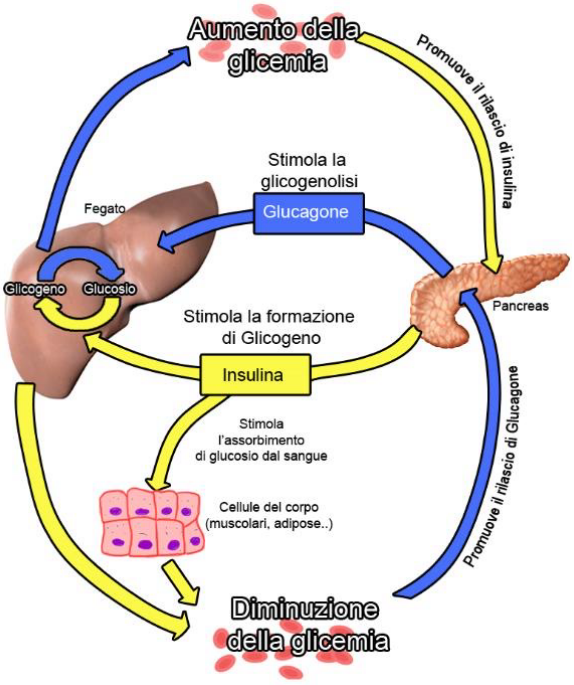 Aumento della
glicemia
Promuove il rilascio di insulina
Stimola la
glicogenolisi
Glucagone
Fegato
Glicogeno
Glucosio
Pancreas
Stimola la formazione
di Glicogeno
Insulina
Stimola
l'assorbimento
di glucosio dal sangue
Cellule del corpo
(muscolari, adipose..)
Promuove il rilascio di Glucagone
Diminuzione
della glicemia